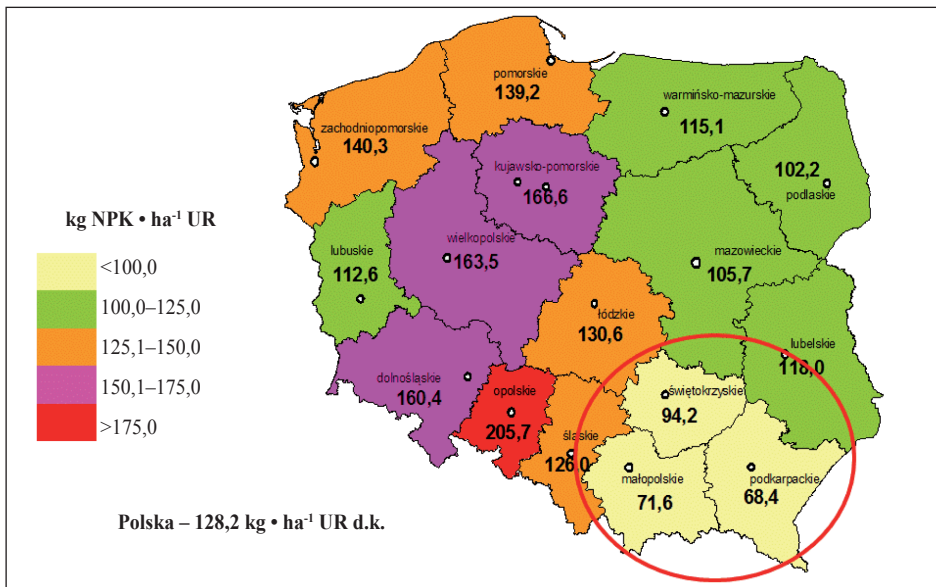 pomorskie
139,2
warmińsko-mazurskie
115,1
zachodniopomorskie
140,3
kujawsko-pomorskie
166,6
102,2
podlaskie
kg NPK • ha⁻¹ UR
<100,0
100,0–125,0
125,1–150,0
150,1–175,0
>175,0
lubuskie
112,6
wielkopolskie
163,5
mazowieckie
105,7
łódzkie
130,6
lubelskie
118,0
dolnośląskie
160,4
opolskie
205,7
śląskie
126,0
świętokrzyskie
94,2
małopolskie
71,6
podkarpackie
68,4
Polska – 128,2 kg • ha⁻¹ UR d.k.